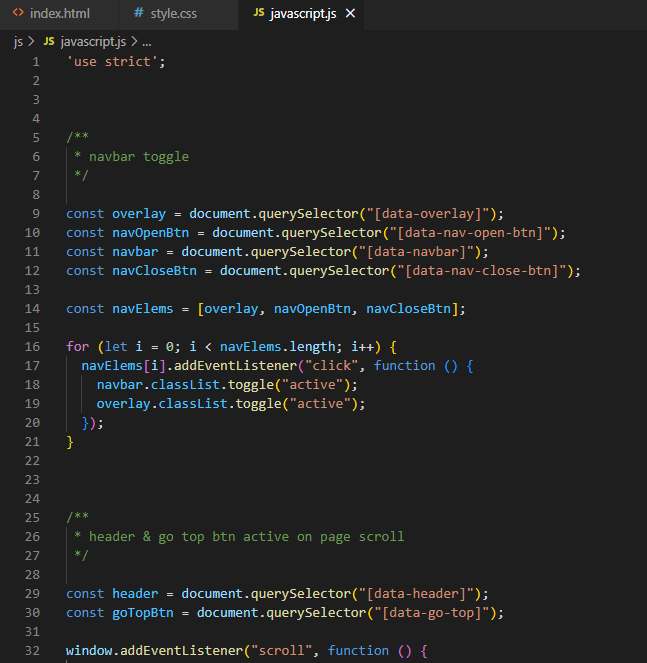 index.html # style.css JS javascript.js ×
js > JS javascript.js > ...
1 'use strict';
2
3
4
5 /**
6  * navbar toggle
7  */
8
9 const overlay = document.querySelector("[data-overlay]");
10 const navOpenBtn = document.querySelector("[data-nav-open-btn]");
11 const navbar = document.querySelector("[data-navbar]");
12 const navCloseBtn = document.querySelector("[data-nav-close-btn]");
13
14 const navElems = [overlay, navOpenBtn, navCloseBtn];
15
16 for (let i = 0; i < navElems.length; i++) {
17   navElems[i].addEventListener("click", function () {
18     navbar.classList.toggle("active");
19     overlay.classList.toggle("active");
20   });
21 }
22
23
24
25 /**
26  * header & go top btn active on page scroll
27  */
28
29 const header = document.querySelector("[data-header]");
30 const goTopBtn = document.querySelector("[data-go-top]");
31
32 window.addEventListener("scroll", function () {